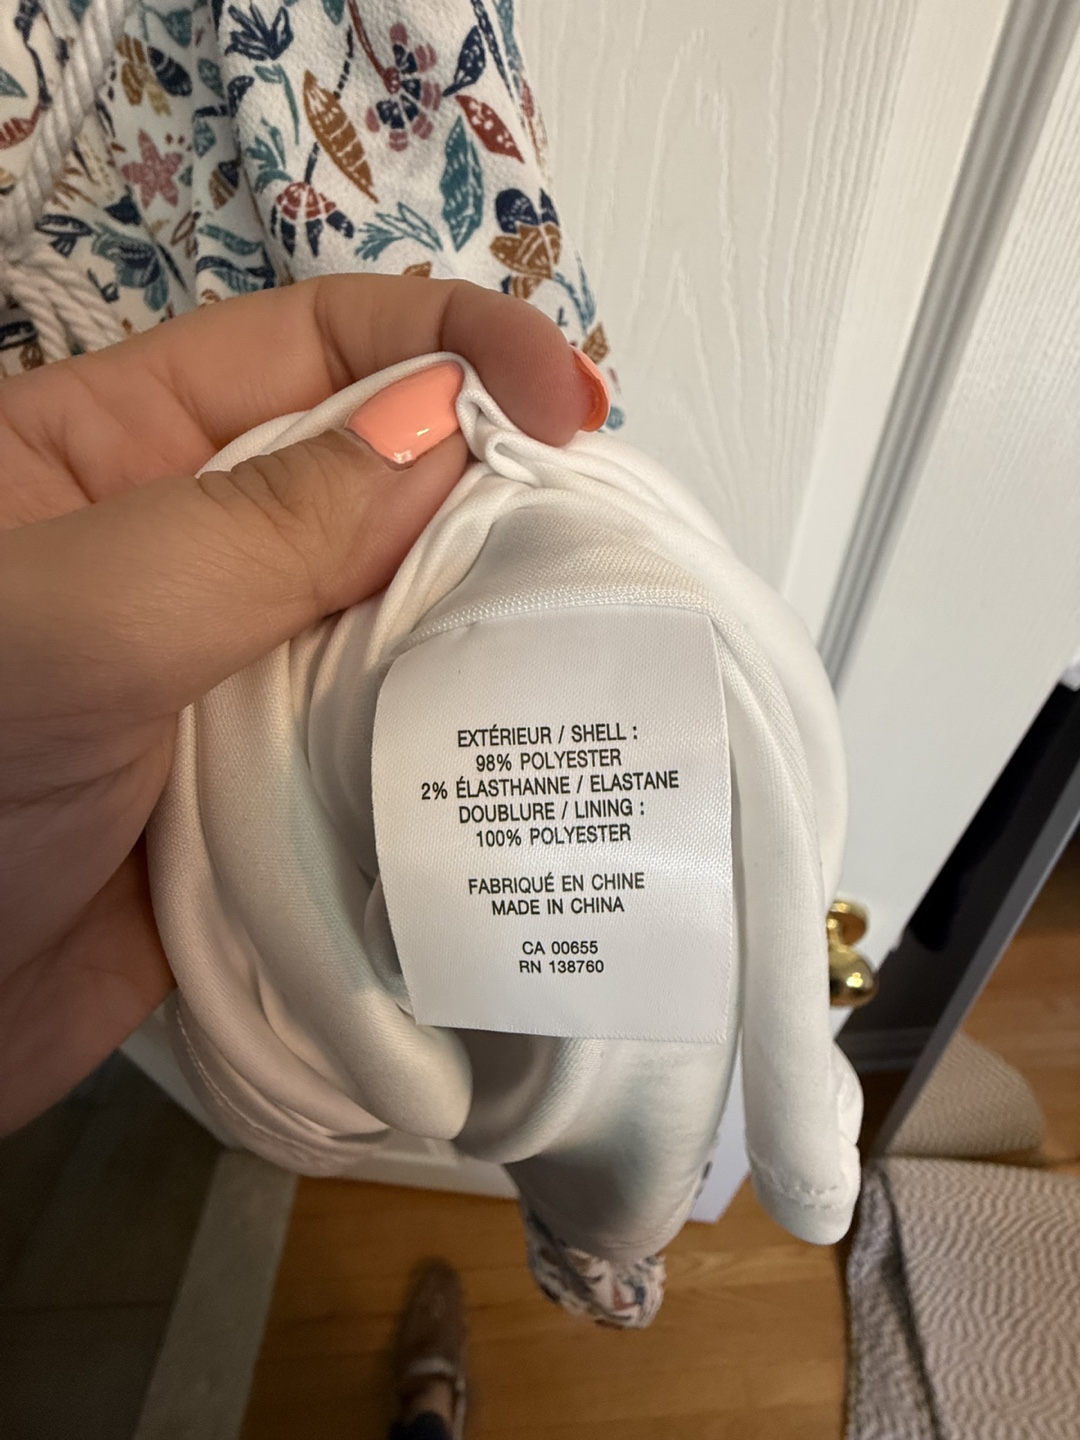 EXTÉRIEUR / SHELL :
98% POLYESTER
2% ÉLASTHANNE / ELASTANE
DOUBLURE / LINING :
100% POLYESTER
FABRIQUÉ EN CHINE
MADE IN CHINA
CA 00655
RN 138760